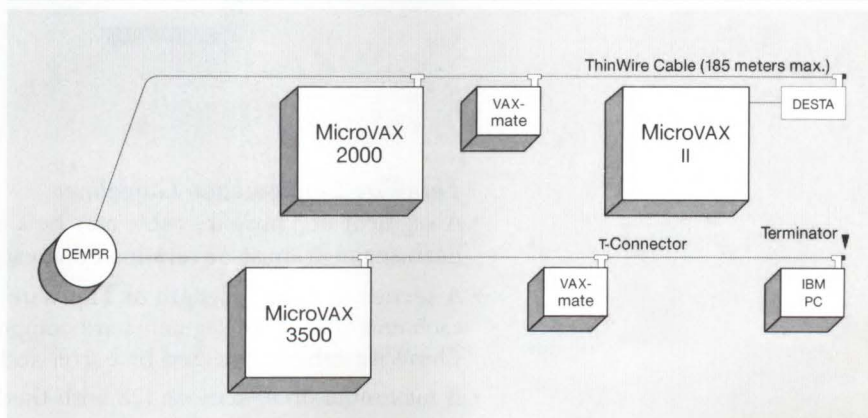 ThinWire Cable (185 meters max.)
MicroVAX
2000
VAX-
mate
MicroVAX
II
DESTA
DEMPR
T-Connector
Terminator
MicroVAX
3500
VAX-
mate
IBM
PC